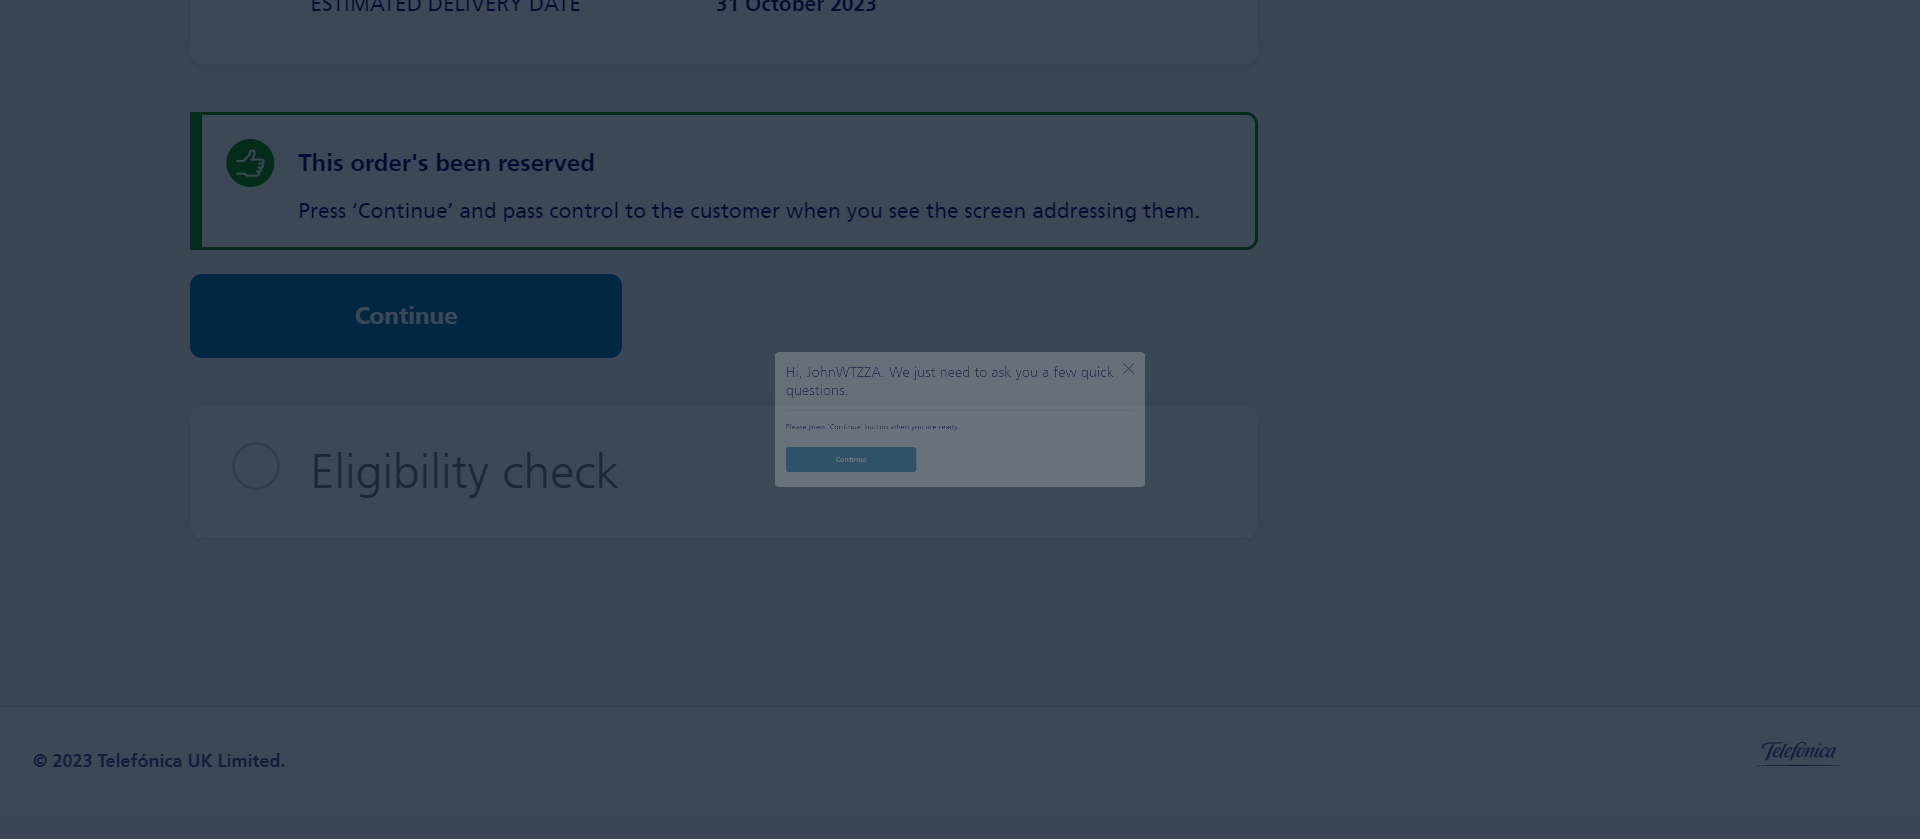 ESTIMATED DELIVERY DATE 31 October 2023
This order's been reserved
Press ‘Continue’ and pass control to the customer when you see the screen addressing them.
Continue
Hi, JohnWTZZA. We just need to ask you a few quick
questions.
Please press 'Continue' button when you are ready.
Continue
Eligibility check
© 2023 Telefónica UK Limited.
Telefónica